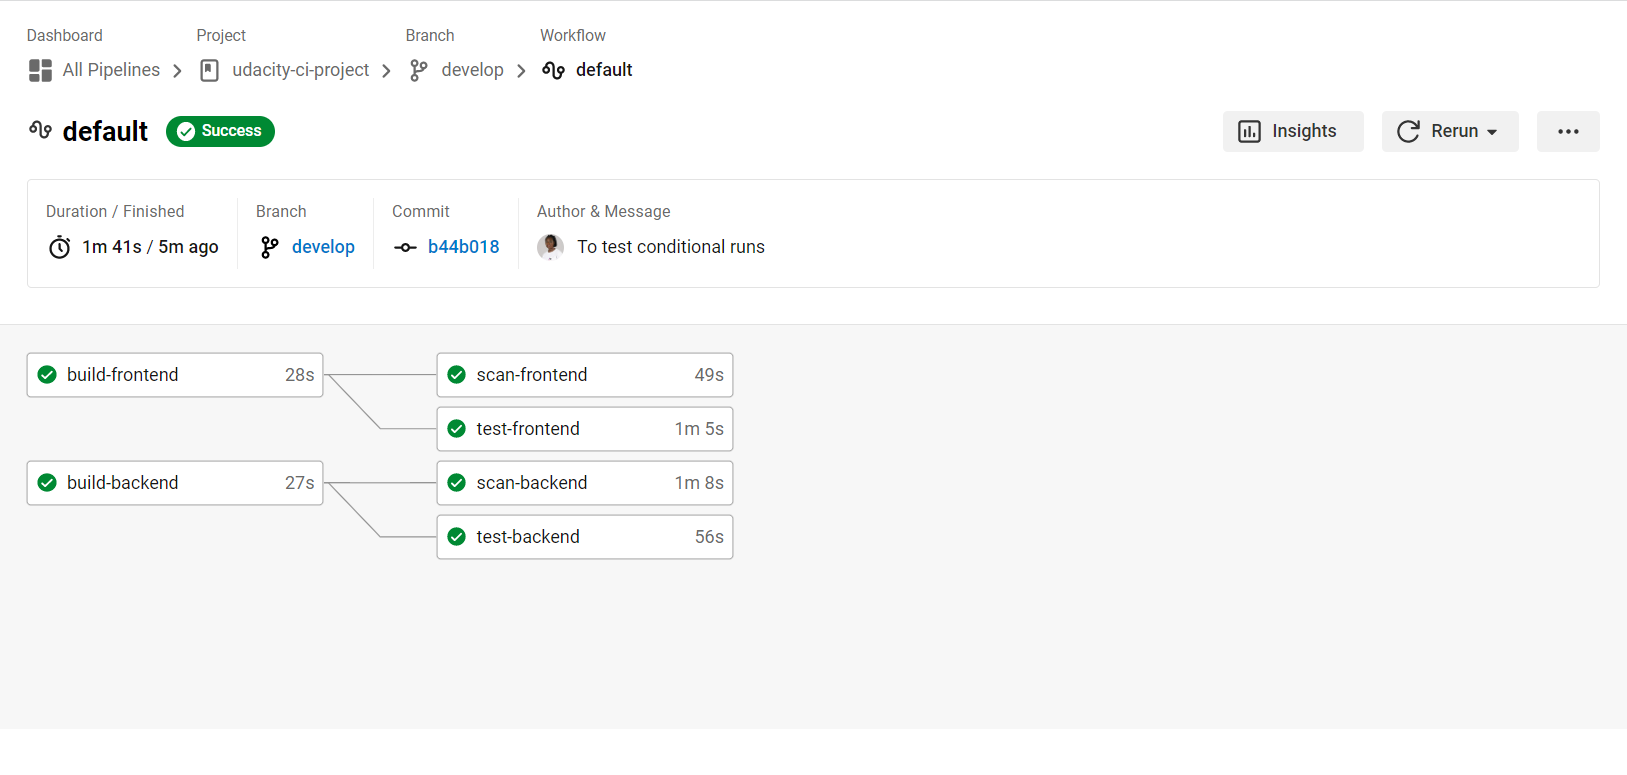 Dashboard Project Branch Workflow
All Pipelines udacity-ci-project develop default
default Success Insights Rerun
Duration / Finished Branch Commit Author & Message
1m 41s / 5m ago develop b44b018 To test conditional runs
build-frontend 28s scan-frontend 49s
test-frontend 1m 5s
build-backend 27s scan-backend 1m 8s
test-backend 56s